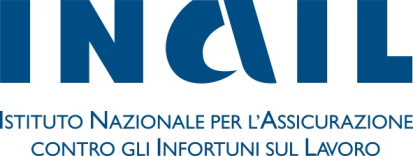 INAIL
ISTITUTO NAZIONALE PER L'ASSICURAZIONE
CONTRO GLI INFORTUNI SUL LAVORO